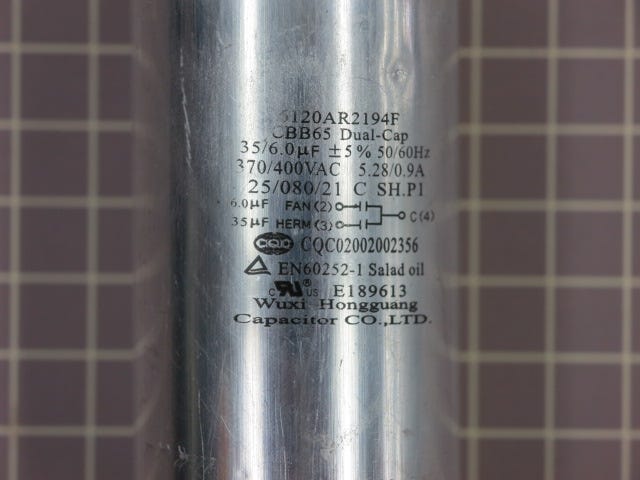 6120AR2194F
CBB65 Dual-Cap
35/6.0μF ±5% 50/60Hz
370/400VAC 5.28/0.9A
25/080/21 C SH.P1
6.0μF FAN(2) C(4)
35μF HERM(3)
CQC CQC02002002356
EN60252-1 Salad oil
c RU ® US E189613
Wuxi Hongguang
Capacitor CO.,LTD.